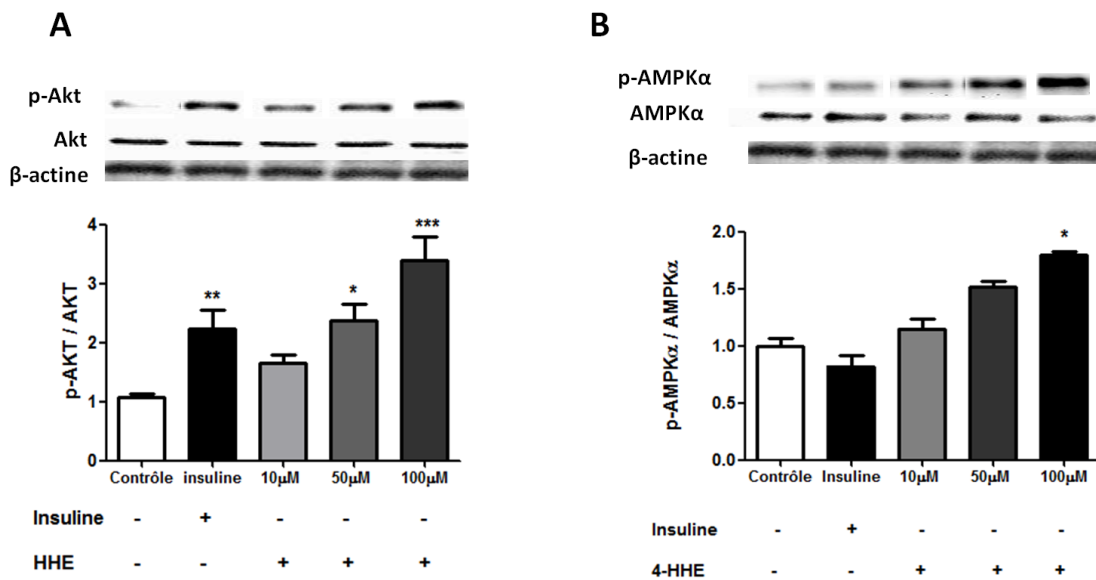 A
p-Akt
Akt
β-actine
p-AKT / AKT
4
3
2
1
0
**
*
***
Contrôle insuline 10µM 50µM 100µM
Insuline - + - - -
HHE - - + + +
B
p-AMPKα
AMPKα
β-actine
p-AMPKα / AMPKα
2.0
1.5
1.0
0.5
0.0
*
Contrôle Insuline 10µM 50µM 100µM
Insuline - + - - -
4-HHE - - + + +